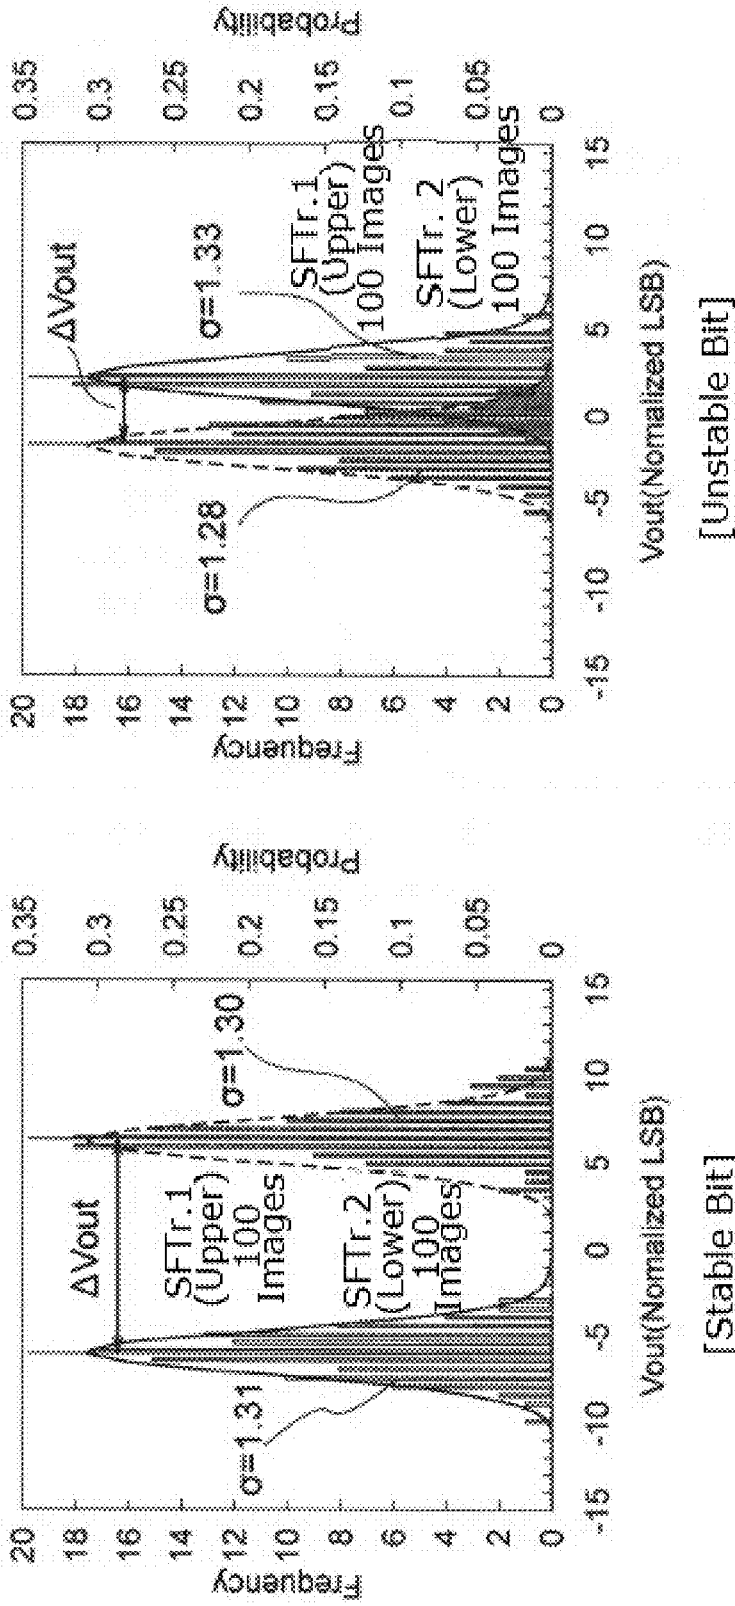 20
18
16
14
12
10
8
6
4
2
0
Frequency
-15
-10
-5
0
5
10
15
Vout(Nomalized LSB)
0.35
0.3
0.25
0.2
0.15
0.1
0.05
0
Probability
ΔVout
σ=1.31
σ=1.30
SFTr.1
(Upper)
100
Images
SFTr.2
(Lower)
100
Images
[Stable Bit]
20
18
16
14
12
10
8
6
4
2
0
Frequency
-15
-10
-5
0
5
10
15
Vout(Nomalized LSB)
0.35
0.3
0.25
0.2
0.15
0.1
0.05
0
Probability
ΔVout
σ=1.28
σ=1.33
SFTr.1
(Upper)
100 Images
SFTr. 2
(Lower)
100 Images
[Unstable Bit]